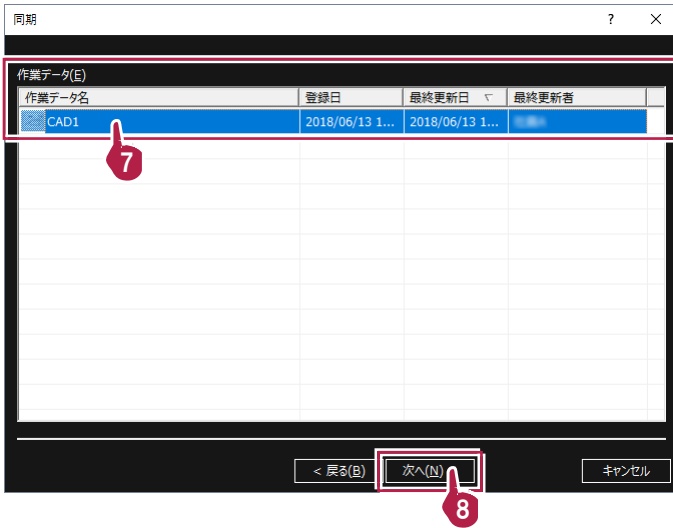 同期 ?
作業データ(E)
作業データ名 登録日 最終更新日 最終更新者
CAD1 2018/06/13 1... 2018/06/13 1...
7
< 戻る(B) 次へ(N) キャンセル
8